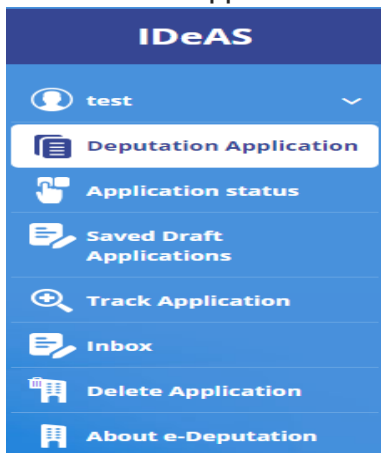 IDeAS
test
Deputation Application
Application status
Saved Draft
Applications
Track Application
Inbox
Delete Application
About e-Deputation